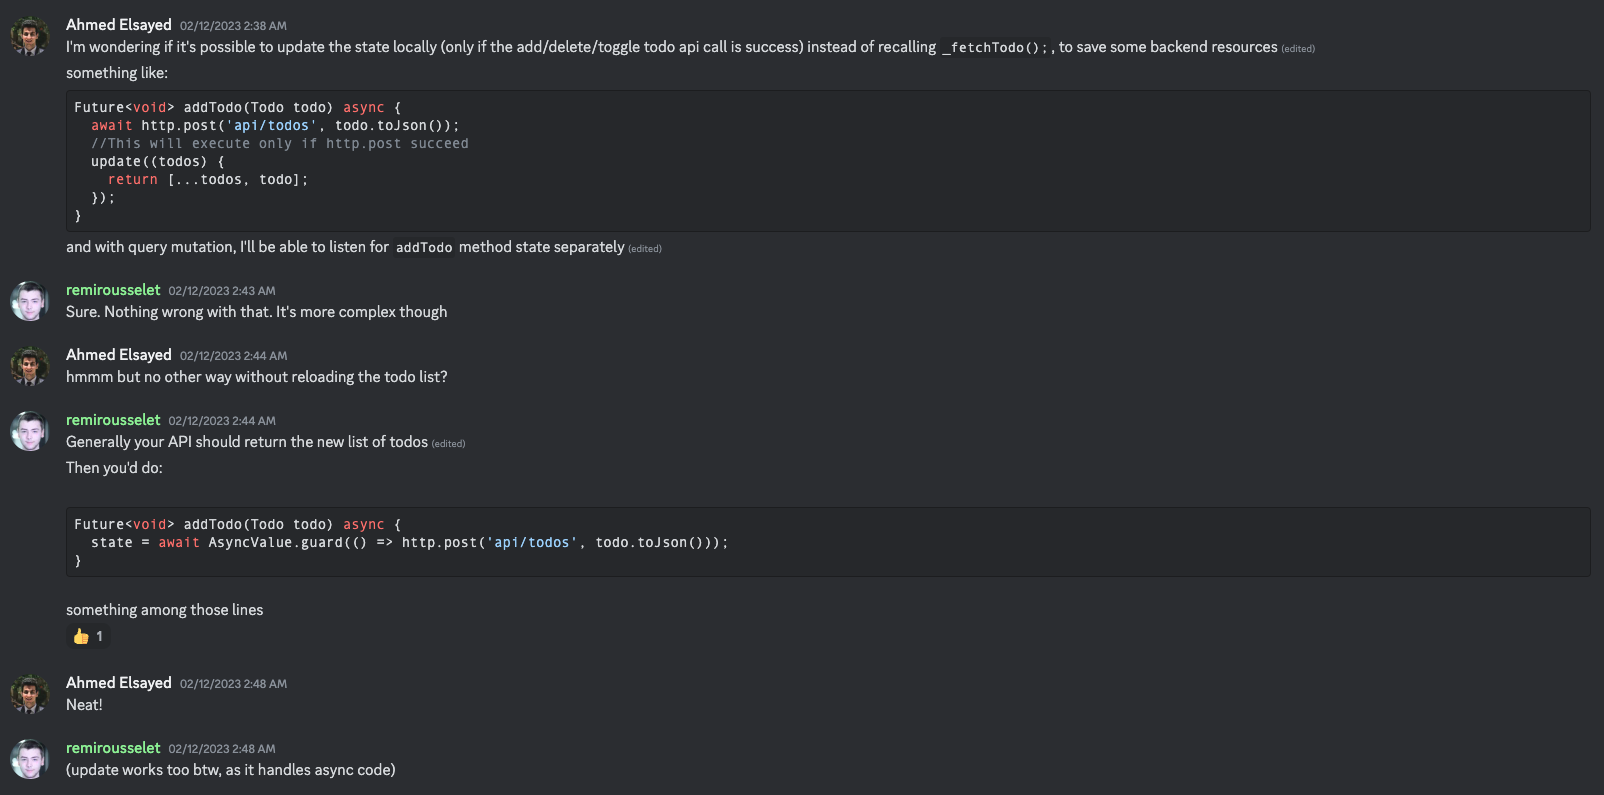 Ahmed Elsayed 02/12/2023 2:38 AM
I'm wondering if it's possible to update the state locally (only if the add/delete/toggle todo api call is success) instead of recalling _fetchTodo();, to save some backend resources (edited)
something like:
Future<void> addTodo(Todo todo) async {
  await http.post('api/todos', todo.toJson());
  //This will execute only if http.post succeed
  update((todos) {
    return [...todos, todo];
  });
}
and with query mutation, I'll be able to listen for addTodo method state separately (edited)
remirousselet 02/12/2023 2:43 AM
Sure. Nothing wrong with that. It's more complex though
Ahmed Elsayed 02/12/2023 2:44 AM
hmmm but no other way without reloading the todo list?
remirousselet 02/12/2023 2:44 AM
Generally your API should return the new list of todos (edited)
Then you'd do:
Future<void> addTodo(Todo todo) async {
  state = await AsyncValue.guard(() => http.post('api/todos', todo.toJson()));
}
something among those lines
👍 1
Ahmed Elsayed 02/12/2023 2:48 AM
Neat!
remirousselet 02/12/2023 2:48 AM
(update works too btw, as it handles async code)